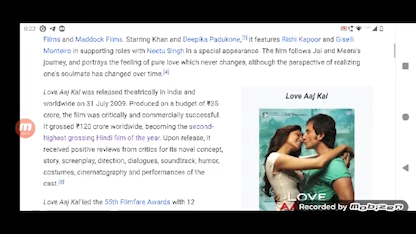 8:22
Films and Maddock Films. Starring Khan and Deepika Padukone,[5] it features Rishi Kapoor and Giselli
Monteiro in supporting roles with Neetu Singh in a special appearance. The film follows Jai and Meera's
journey, and portrays the feeling of pure love which never changes, although the perspective of realizing
one's soulmate has changed over time.[4]
Love Aaj Kal was released theatrically in India and
worldwide on 31 July 2009. Produced on a budget of ₹35
crore, the film was critically and commercially successful.
It grossed ₹120 crore worldwide, becoming the second-
highest grossing Hindi film of the year. Upon release, it
received positive reviews from critics for its novel concept,
story, screenplay, direction, dialogues, soundtrack, humor,
costumes, cinematography and performances of the
cast.[6]
Love Aaj Kal led the 55th Filmfare Awards with 12
Love Aaj Kal
LOVE
Recorded by Mobizen